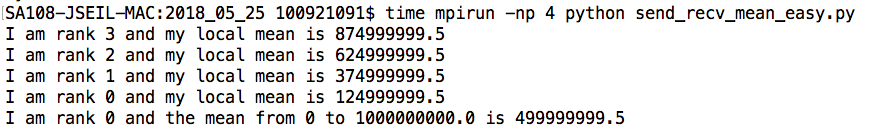 [SA108-JSEIL-MAC:2018_05_25 100921091$ time mpirun -np 4 python send_recv_mean_easy.py
I am rank 3 and my local mean is 874999999.5
I am rank 2 and my local mean is 624999999.5
I am rank 1 and my local mean is 374999999.5
I am rank 0 and my local mean is 124999999.5
I am rank 0 and the mean from 0 to 1000000000.0 is 499999999.5